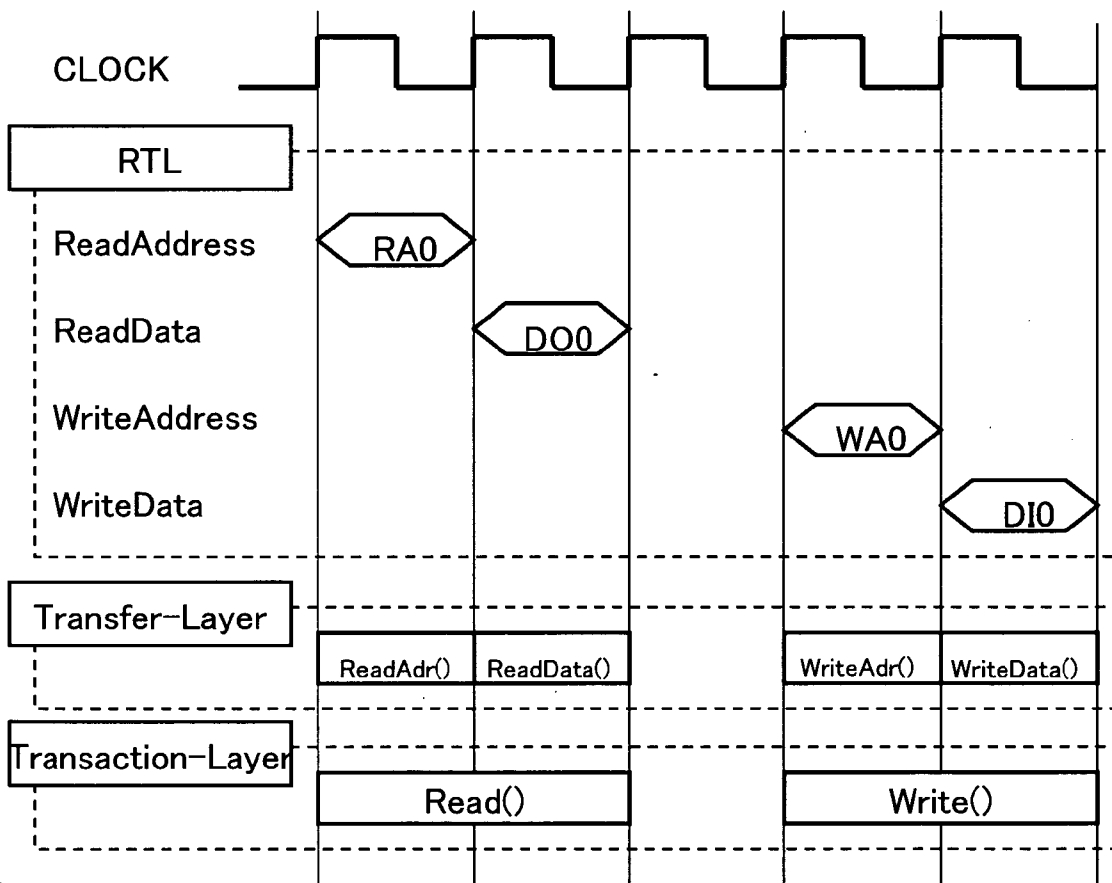 CLOCK
RTL
ReadAddress
RA0
ReadData
DO0
WriteAddress
WA0
WriteData
DI0
Transfer-Layer
ReadAdr()
ReadData()
WriteAdr()
WriteData()
Transaction-Layer
Read()
Write()